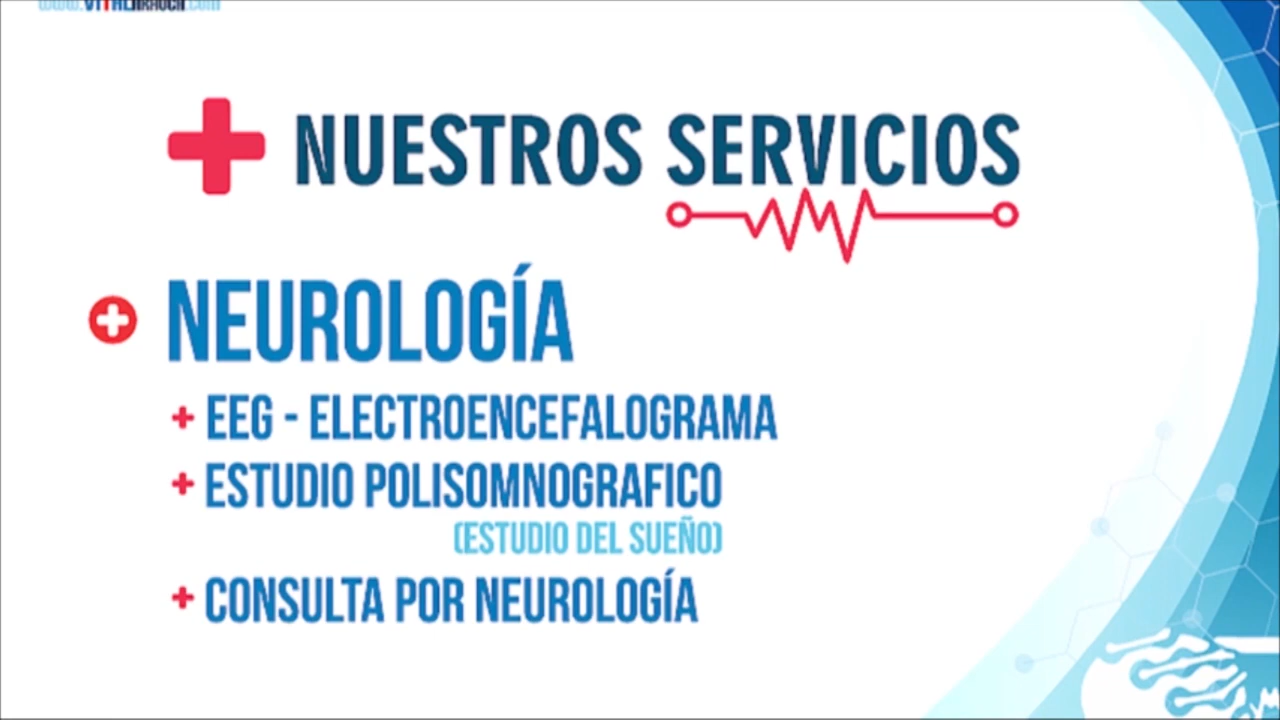 NUESTROS SERVICIOS
NEUROLOGÍA
+ EEG - ELECTROENCEFALOGRAMA
+ ESTUDIO POLISOMNOGRAFICO
(ESTUDIO DEL SUEÑO)
+ CONSULTA POR NEUROLOGÍA